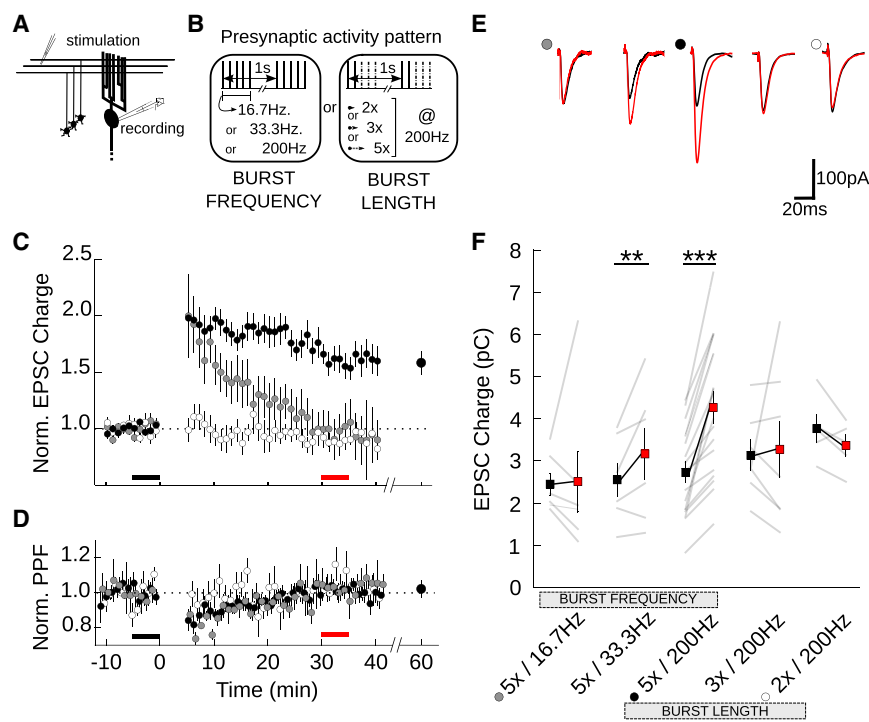 A
stimulation
recording
B
Presynaptic activity pattern
1s
16.7Hz.
or 33.3Hz.
or 200Hz
BURST
FREQUENCY
or
1s
2x
or
3x
or
5x
@
200Hz
BURST
LENGTH
E
100pA
20ms
C
Norm. EPSC Charge
2.5
2.0
1.5
1.0
D
Norm. PPF
1.2
1.0
0.8
-10 0 10 20 30 40 60
Time (min)
F
EPSC Charge (pC)
8
7
6
5
4
3
2
1
0
**
***
BURST FREQUENCY
5x / 16.7Hz
5x / 33.3Hz
5x / 200Hz
3x / 200Hz
2x / 200Hz
BURST LENGTH